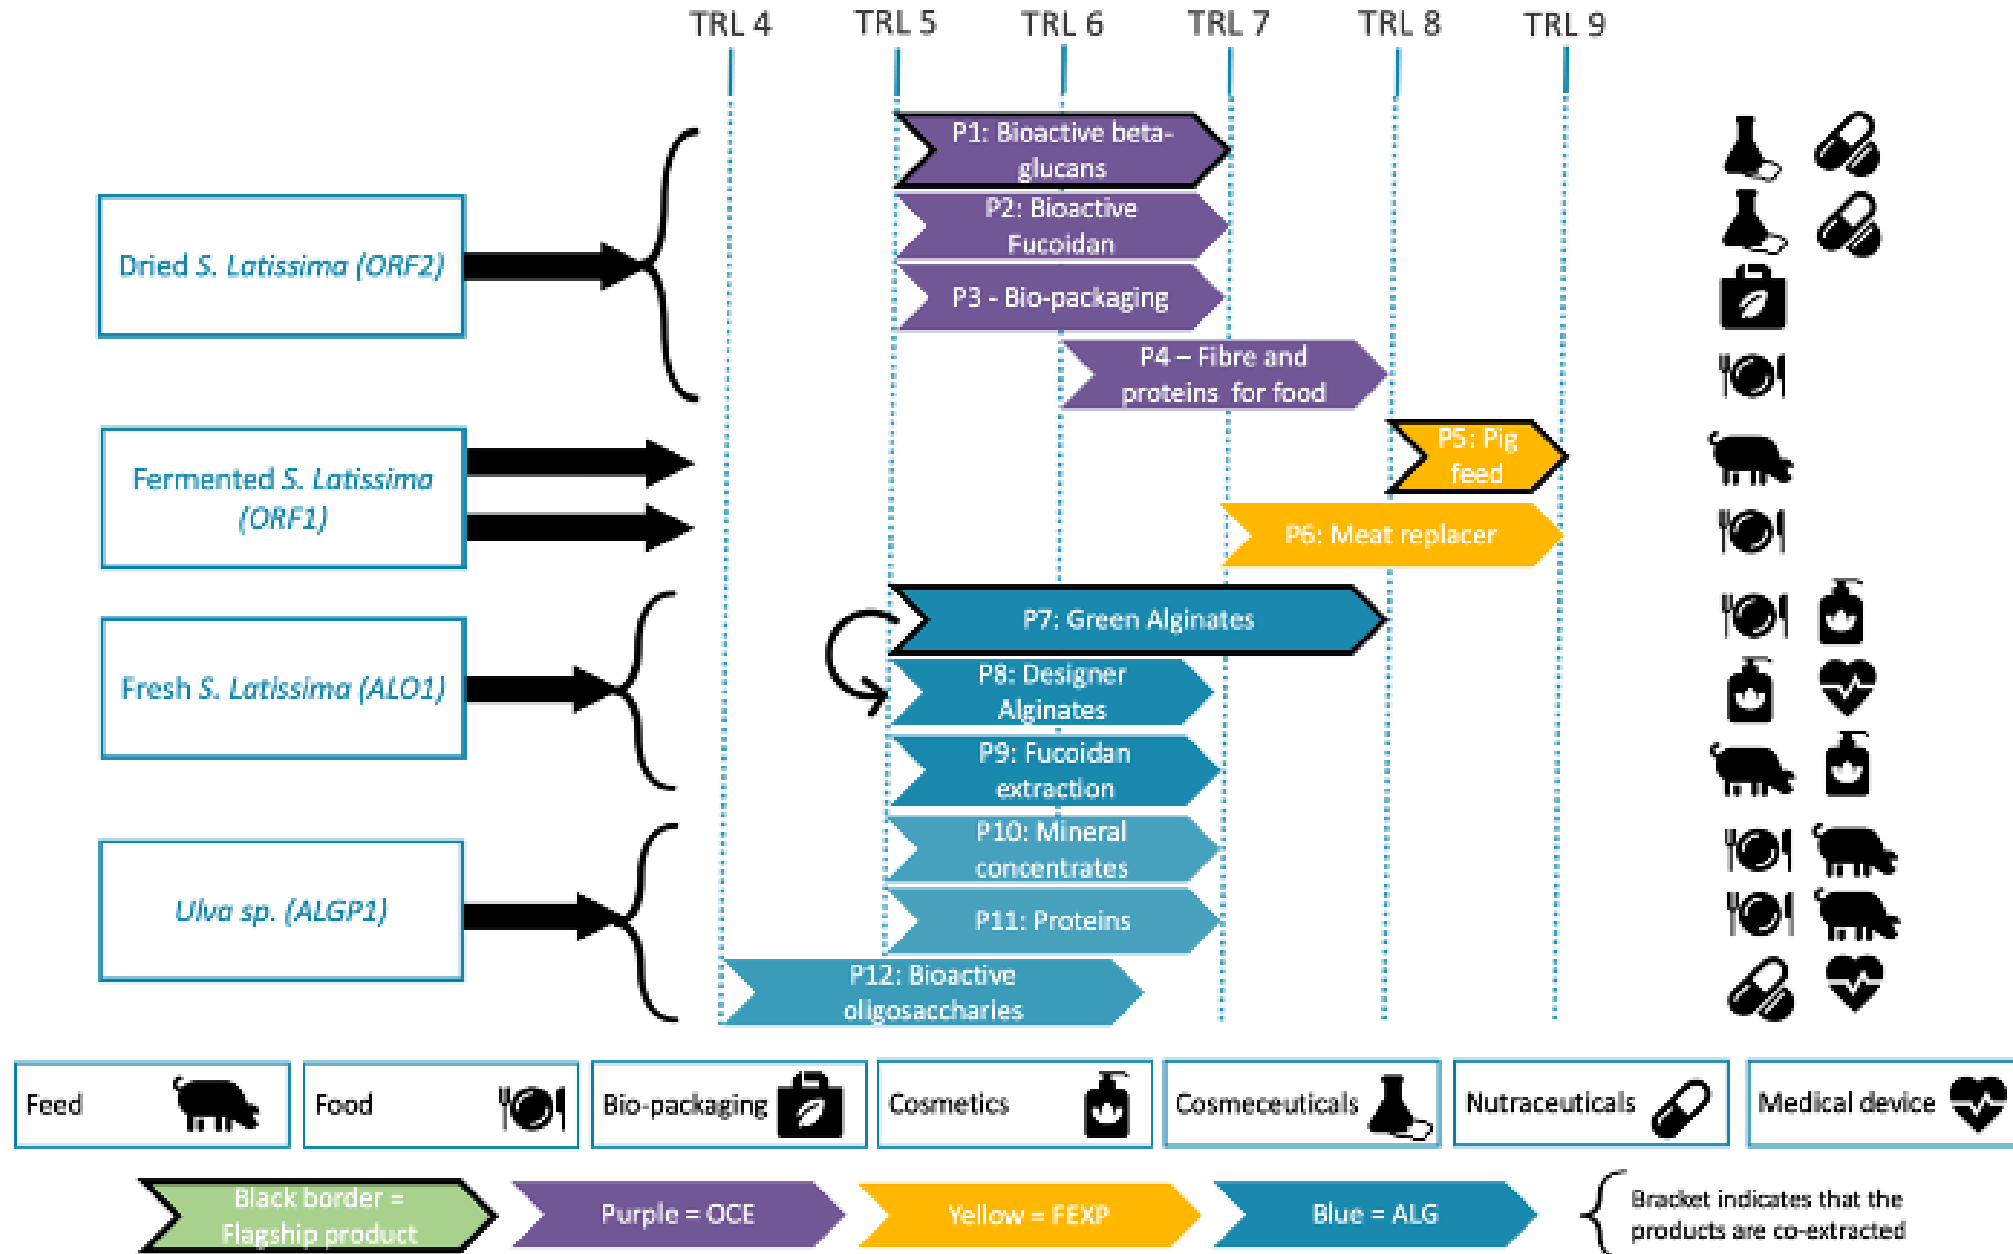 TRL 4 TRL 5 TRL 6 TRL 7 TRL 8 TRL 9
P1: Bioactive beta-
glucans
P2: Bioactive
Fucoidan
Dried S. Latissima (ORF2)
P3 - Bio-packaging
P4 – Fibre and
proteins for food
Fermented S. Latissima
(ORF1)
P5: Pig
feed
P6: Meat replacer
P7: Green Alginates
Fresh S. Latissima (ALO1)
P8: Designer
Alginates
P9: Fucoidan
extraction
P10: Mineral
concentrates
Ulva sp. (ALGP1)
P11: Proteins
P12: Bioactive
oligosaccharies
Feed
Food
Bio-packaging
Cosmetics
Cosmeceuticals
Nutraceuticals
Medical device
Black border =
Flagship product
Purple = OCE
Yellow = FEXP
Blue = ALG
Bracket indicates that the
products are co-extracted